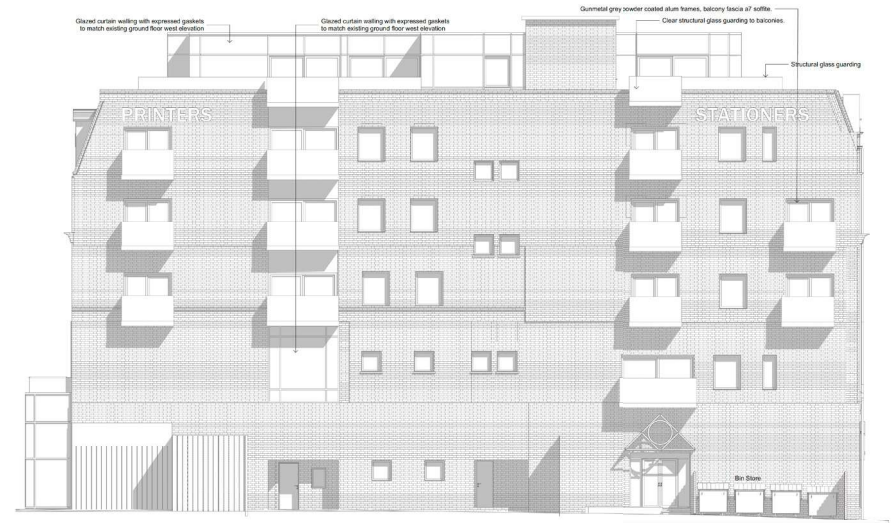 Gunmetal grey powder coated alum frames, balcony fascia a7 soffite.
Glazed curtain walling with expressed gaskets
to match existing ground floor west elevation
Glazed curtain walling with expressed gaskets
to match existing ground floor west elevation
Clear structural glass guarding to balconies.
Structural glass guarding
PRINTERS
STATIONERS
Bin Store